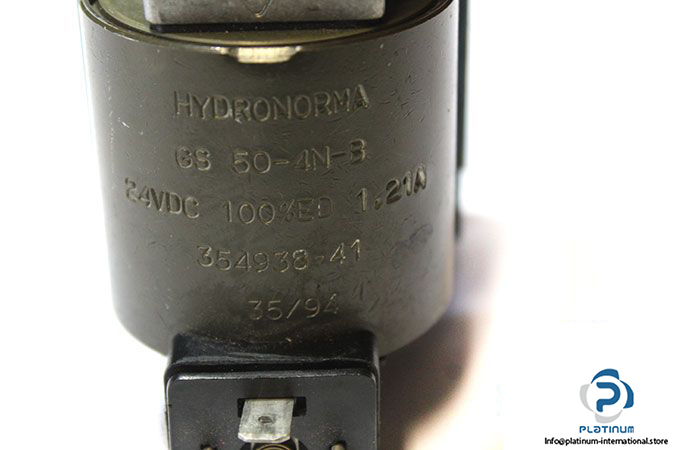 HYDRONORMA
GS 50-4N-B
24VDC 100%ED 1,21A
354938-41
35/94
PLATINUM
Info@platinum-international.store